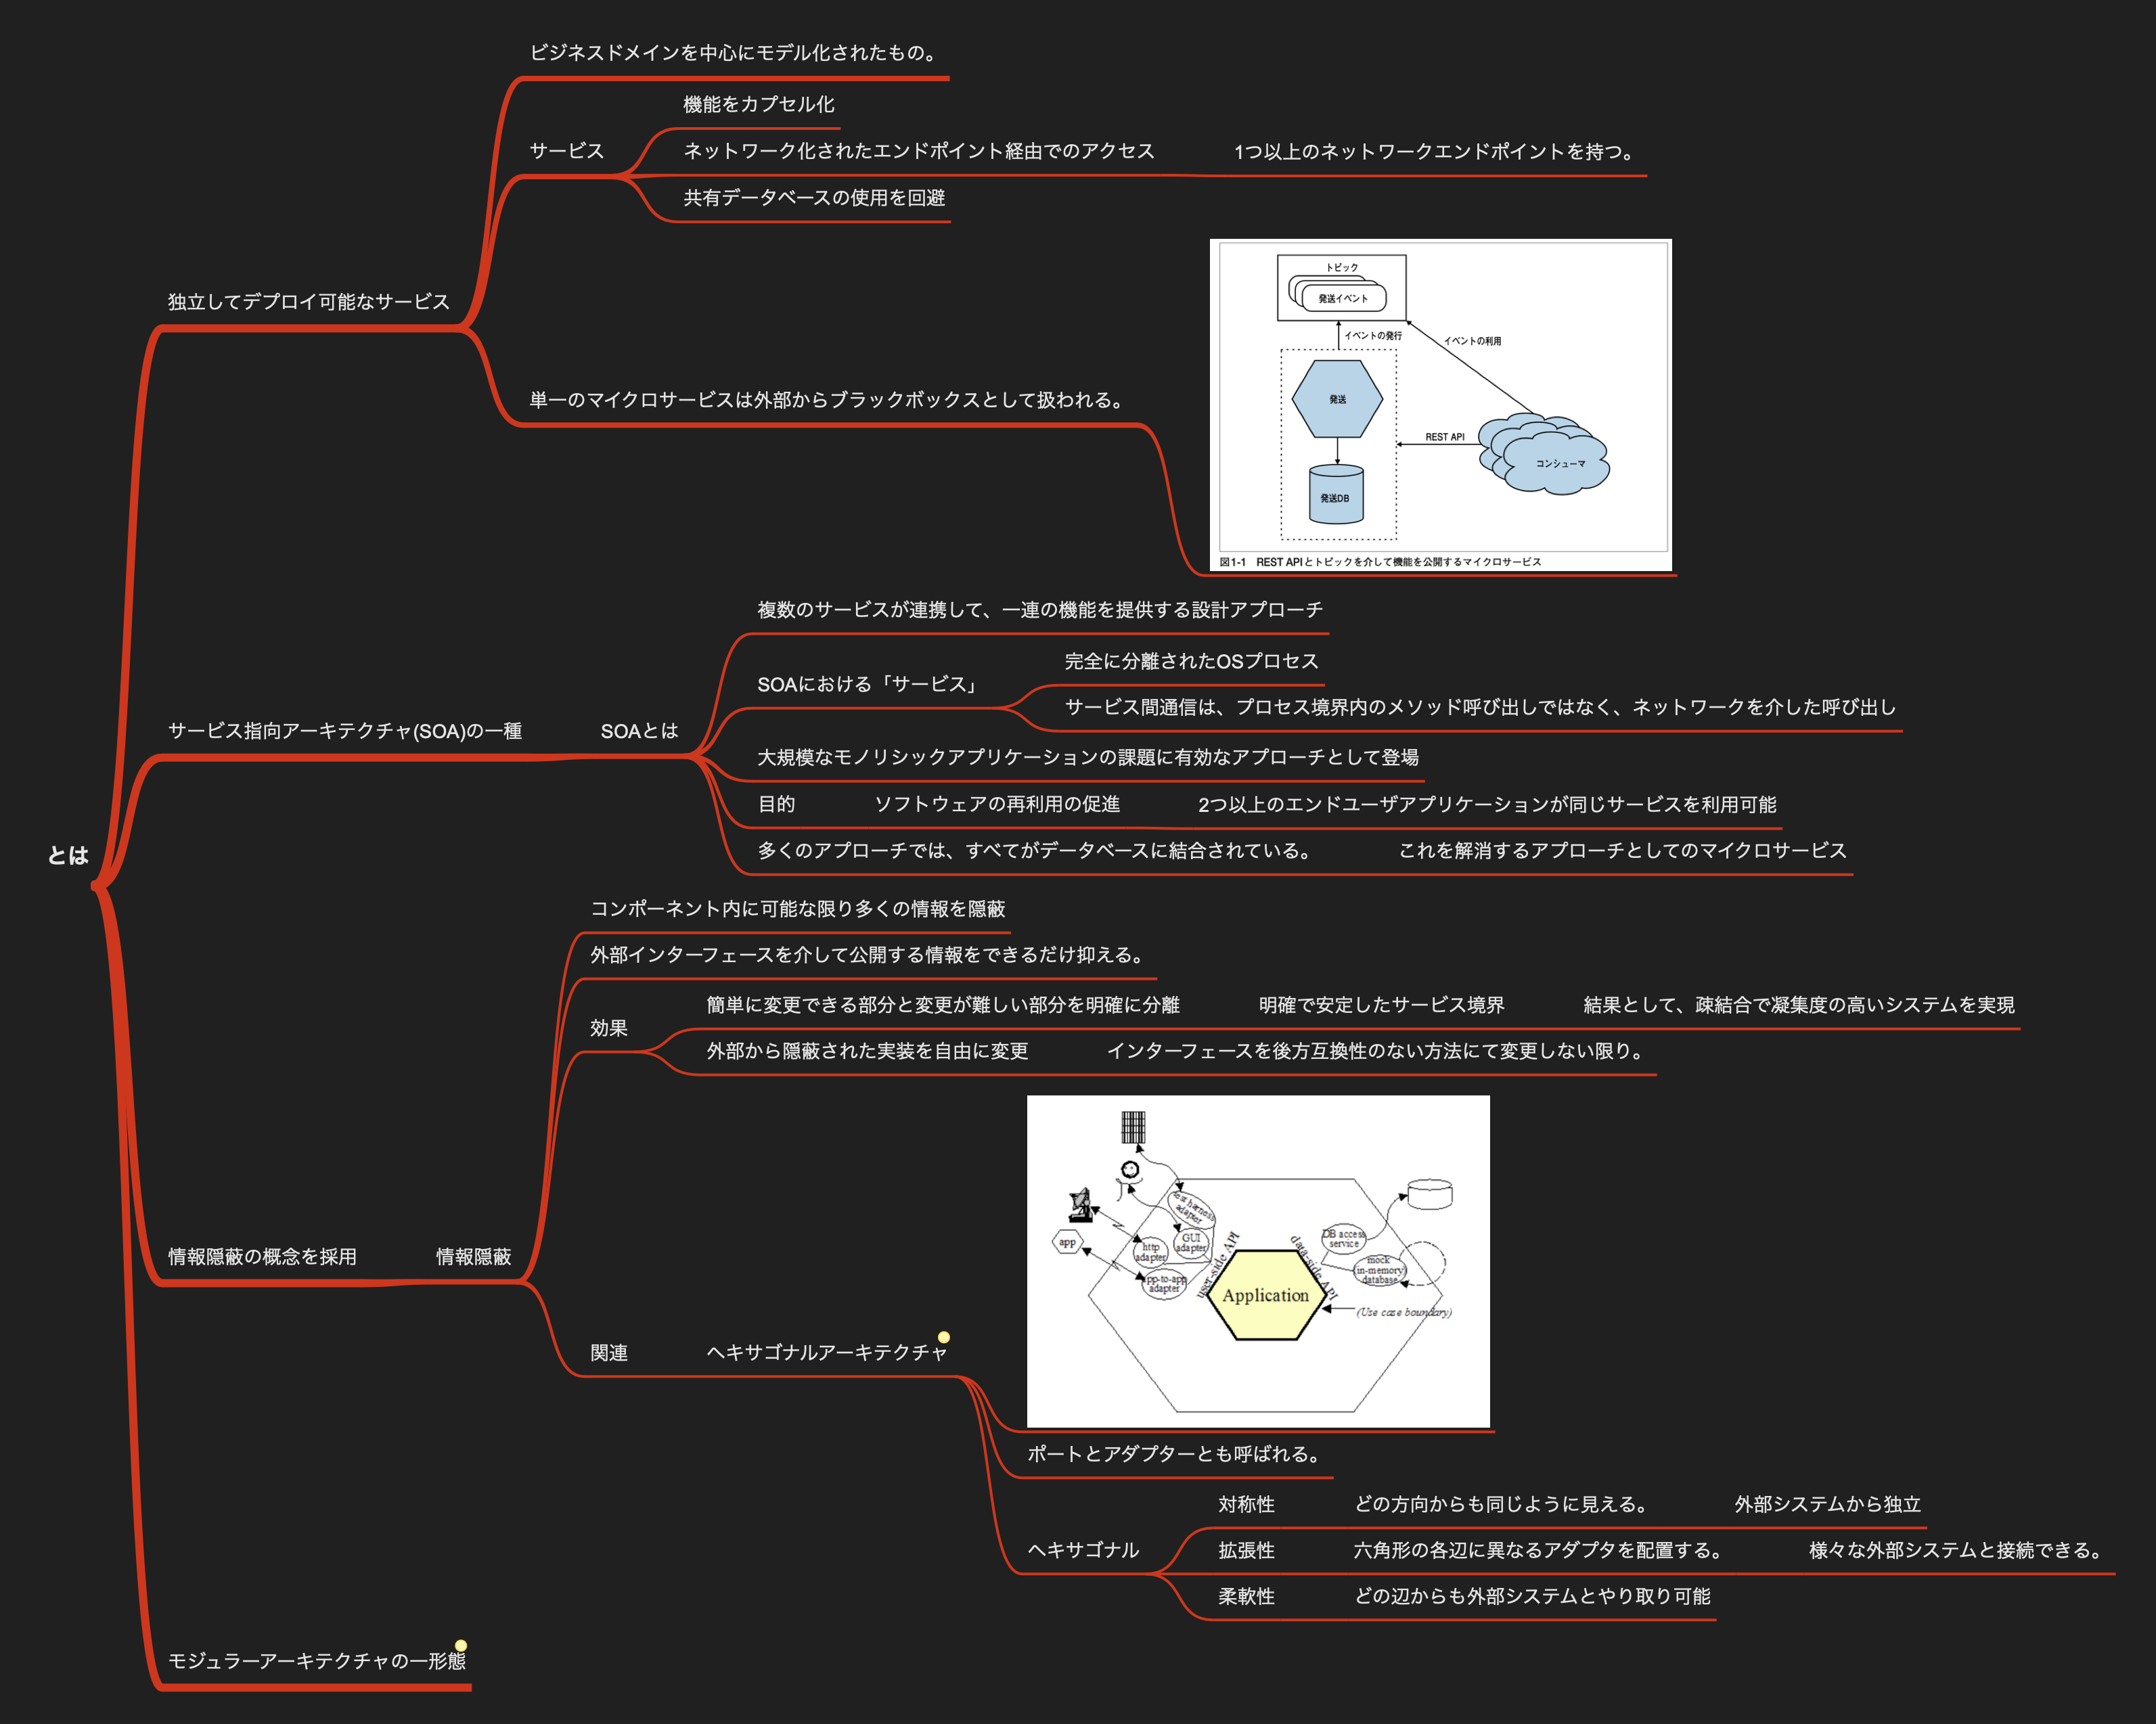 とは
独立してデプロイ可能なサービス
ビジネスドメインを中心にモデル化されたもの。
サービス
機能をカプセル化
ネットワーク化されたエンドポイント経由でのアクセス
1つ以上のネットワークエンドポイントを持つ。
共有データベースの使用を回避
単一のマイクロサービスは外部からブラックボックスとして扱われる。
トピック
発送イベント
イベントの発行
イベントの利用
発送
REST API
コンシューマ
発送DB
図1-1 REST APIとトピックを介して機能を公開するマイクロサービス
サービス指向アーキテクチャ(SOA)の一種
SOAとは
複数のサービスが連携して、一連の機能を提供する設計アプローチ
SOAにおける「サービス」
完全に分離されたOSプロセス
サービス間通信は、プロセス境界内のメソッド呼び出しではなく、ネットワークを介した呼び出し
大規模なモノリシックアプリケーションの課題に有効なアプローチとして登場
目的
ソフトウェアの再利用の促進
2つ以上のエンドユーザアプリケーションが同じサービスを利用可能
多くのアプローチでは、すべてがデータベースに結合されている。
これを解消するアプローチとしてのマイクロサービス
情報隠蔽の概念を採用
情報隠蔽
コンポーネント内に可能な限り多くの情報を隠蔽
外部インターフェースを介して公開する情報をできるだけ抑える。
効果
簡単に変更できる部分と変更が難しい部分を明確に分離
明確で安定したサービス境界
結果として、疎結合で凝集度の高いシステムを実現
外部から隠蔽された実装を自由に変更
インターフェースを後方互換性のない方法にて変更しない限り。
関連
ヘキサゴナルアーキテクチャ
harness
adapter
GUI
adapter
http
adapter
app
app-to-app
adapter
user-side API
data-side API
DB access
service
mock
in-memory
database
Application
(Use case boundary)
ポートとアダプターとも呼ばれる。
ヘキサゴナル
対称性
どの方向からも同じように見える。
外部システムから独立
拡張性
六角形の各辺に異なるアダプタを配置する。
様々な外部システムと接続できる。
柔軟性
どの辺からも外部システムとやり取り可能
モジュラーアーキテクチャの一形態